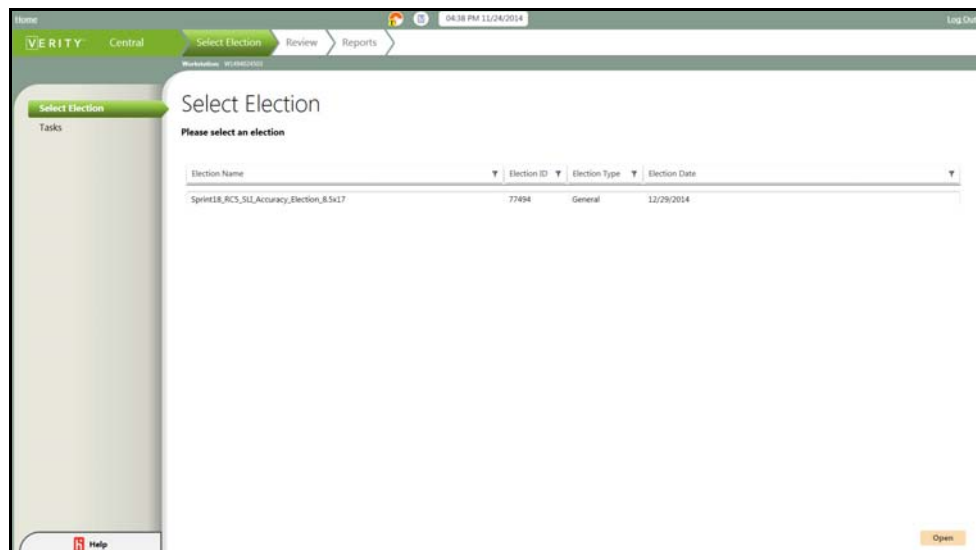 Home 04:38 PM 11/24/2014 Log Out
VERITY Central Select Election Review Reports
Workstation:
Select Election
Tasks
Select Election
Please select an election
Election Name Election ID Election Type Election Date
Sprint18_RC5_SLI_Accuracy_Election_8.5x17 77494 General 12/29/2014
Help
Open